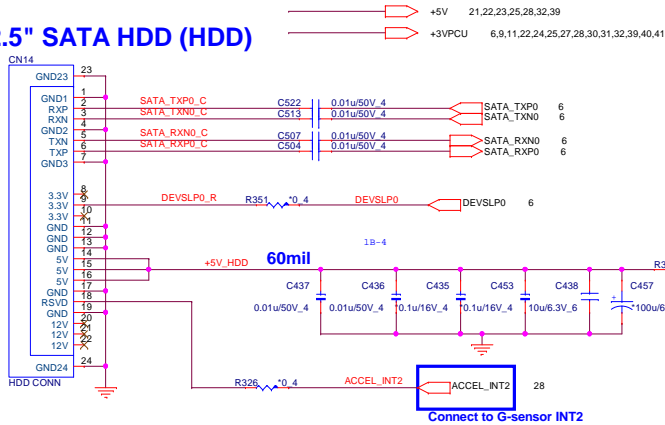 +5V 21,22,23,25,28,32,39
+3VPCU 6,9,11,22,24,25,27,28,30,31,32,39,40,41
.5" SATA HDD (HDD)
CN14
GND23 23
GND1 1
RXP 2 SATA_TXP0_C C522 0.01u/50V_4 SATA_TXP0 6
RXN 3 SATA_TXN0_C C513 0.01u/50V_4 SATA_TXN0 6
GND2 4
TXN 5 SATA_RXN0_C C507 0.01u/50V_4 SATA_RXN0 6
TXP 6 SATA_RXP0_C C504 0.01u/50V_4 SATA_RXP0 6
GND3 7
3.3V 8
3.3V 9 DEVSLP0_R R351 *0_4 DEVSLP0 DEVSLP0 6
3.3V 10
GND 11
GND 12
GND 13
5V 14
5V 15
5V 16
GND 17
RSVD 18
GND 19
12V 20
12V 21
12V 22
GND24 24
HDD CONN
1B-4
+5V_HDD 60mil R3
C437 C436 C435 C453 C438 C457
0.01u/50V_4 0.01u/50V_4 *0.1u/16V_4 *0.1u/16V_4 10u/6.3V_6 + *100u/6
R326 *0_4 ACCEL_INT2 ACCEL_INT2 28
Connect to G-sensor INT2